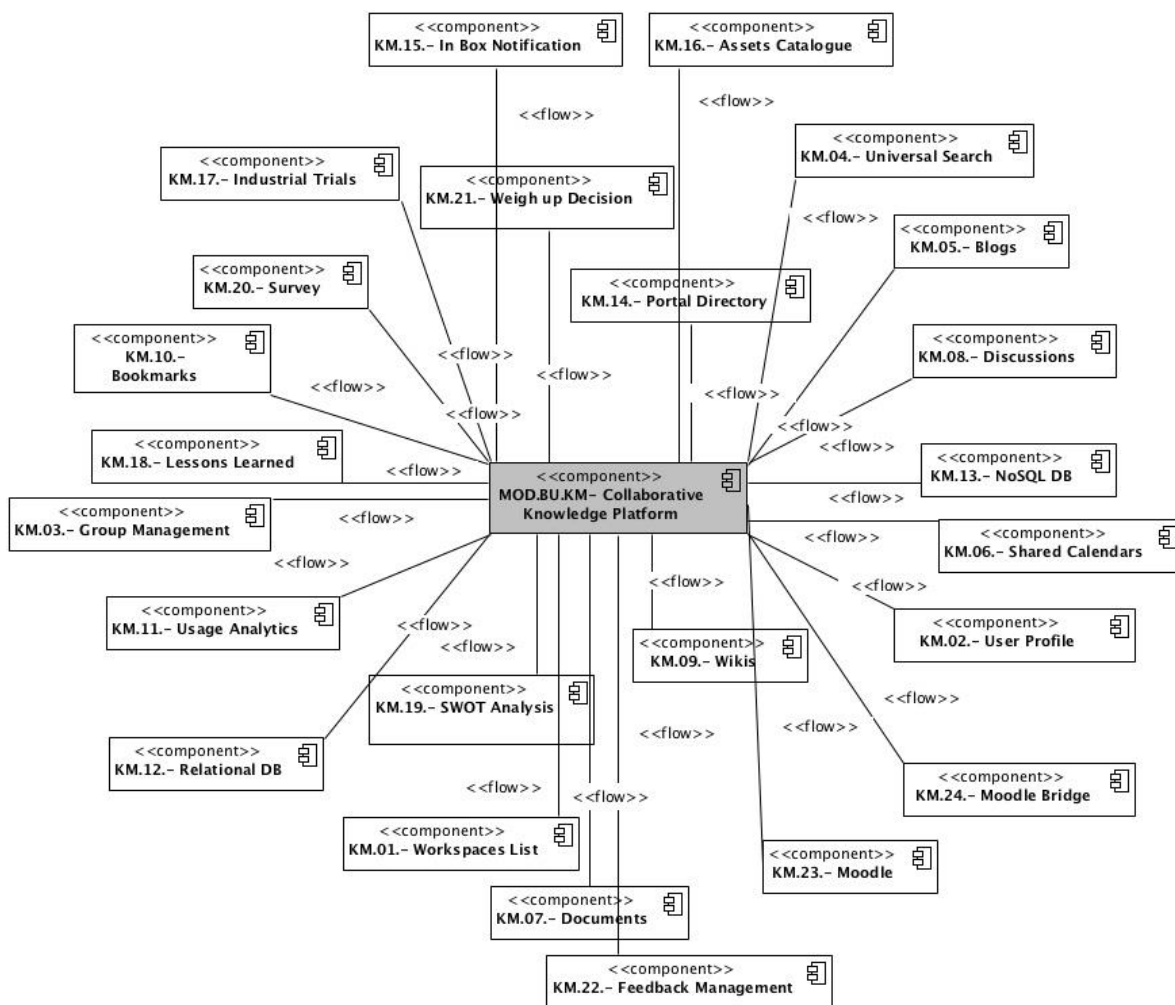 <<component>>
KM.15.- In Box Notification
<<component>>
KM.16.- Assets Catalogue
<<flow>>
<<flow>>
<<component>>
KM.04.- Universal Search
<<component>>
KM.17.- Industrial Trials
<<component>>
KM.21.- Weigh up Decision
<<flow>>
<<component>>
KM.05.- Blogs
<<component>>
KM.20.- Survey
<<component>>
KM.14.- Portal Directory
<<component>>
KM.10.-
Bookmarks
<<component>>
KM.08.- Discussions
<<flow>>
<<flow>>
<<flow>>
<<flow>>
<<flow>>
<<flow>>
<<flow>>
<<component>>
KM.18.- Lessons Learned
<<flow>>
<<component>>
MOD.BU.KM- Collaborative
Knowledge Platform
<<component>>
KM.13.- NoSQL DB
<<flow>>
<<component>>
KM.03.- Group Management
<<flow>>
<<flow>>
<<component>>
KM.06.- Shared Calendars
<<flow>>
<<flow>>
<<flow>>
<<component>>
KM.11.- Usage Analytics
<<flow>>
<<flow>>
<<component>>
KM.09.- Wikis
<<component>>
KM.02.- User Profile
<<flow>>
<<component>>
KM.19.- SWOT Analysis
<<flow>>
<<flow>>
<<flow>>
<<component>>
KM.12.- Relational DB
<<component>>
KM.24.- Moodle Bridge
<<flow>>
<<flow>>
<<component>>
KM.01.- Workspaces List
<<component>>
KM.23.- Moodle
<<component>>
KM.07.- Documents
<<component>>
KM.22.- Feedback Management